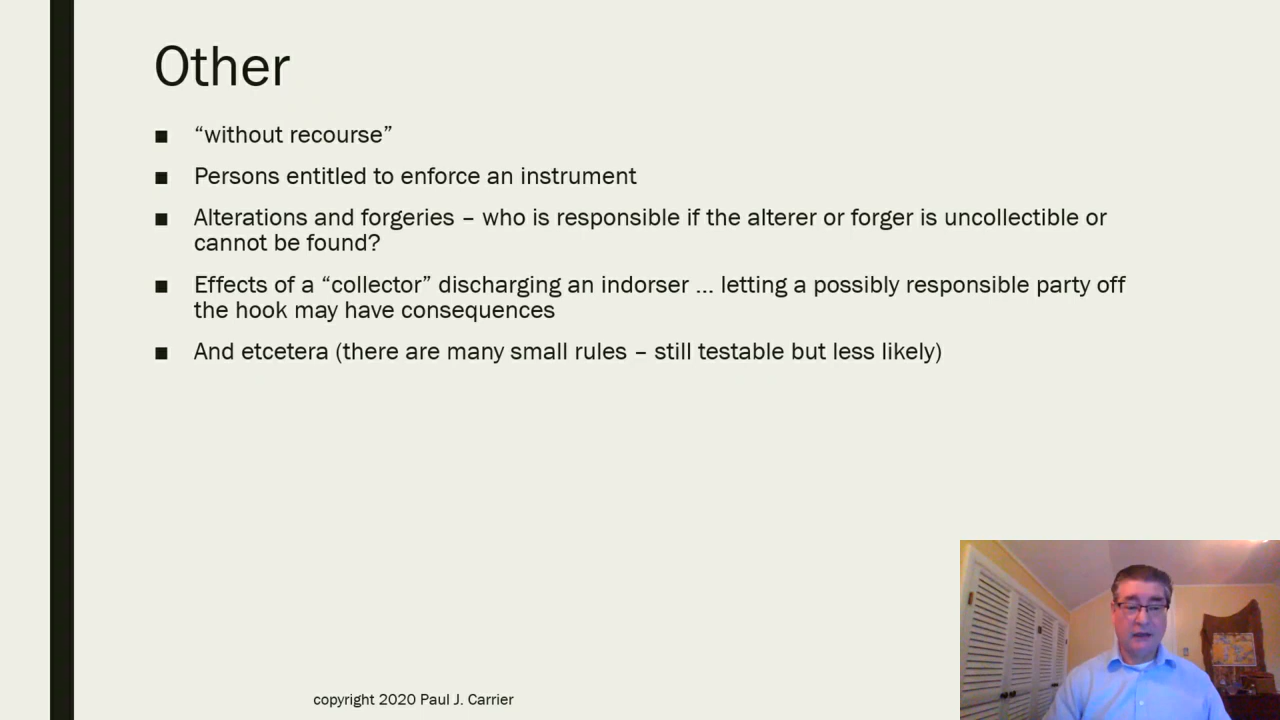 Other
■ “without recourse”
■ Persons entitled to enforce an instrument
■ Alterations and forgeries – who is responsible if the alterer or forger is uncollectible or
cannot be found?
■ Effects of a “collector” discharging an indorser ... letting a possibly responsible party off
the hook may have consequences
■ And etcetera (there are many small rules – still testable but less likely)
copyright 2020 Paul J. Carrier